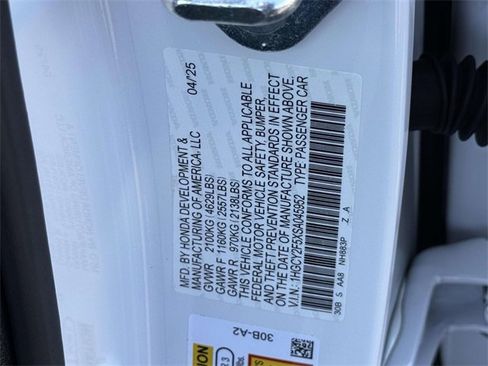 MFD. BY HONDA DEVELOPMENT & 04/25
MANUFACTURING OF AMERICA, LLC
GVWR 2100KG (4629LBS)
GAWR F 1160KG (2557LBS)
GAWR R 970KG (2138LBS)
THIS VEHICLE CONFORMS TO ALL APPLICABLE
FEDERAL MOTOR VEHICLE SAFETY, BUMPER,
AND THEFT PREVENTION STANDARDS IN EFFECT
ON THE DATE OF MANUFACTURE SHOWN ABOVE.
V.I.N.: 1HGCY2F5XSA045962 TYPE: PASSENGER CAR
30B S AA8 NH883P Z A
30B-A2